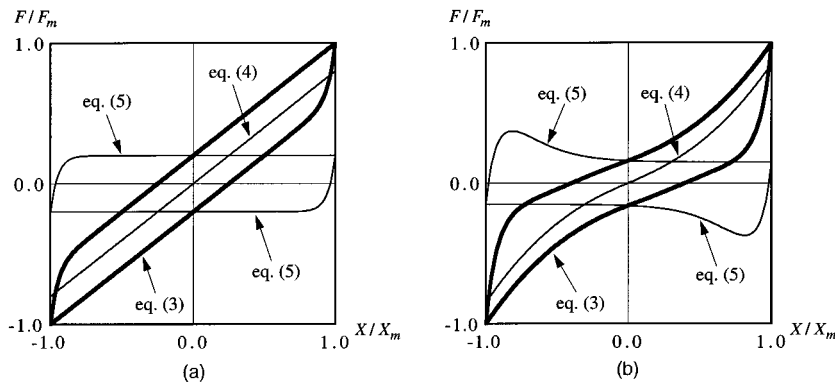 F / F_m
1.0
eq. (4)
eq. (5)
0.0
eq. (5)
eq. (3)
-1.0
-1.0
0.0
1.0
X / X_m
(a)
F / F_m
1.0
eq. (5)
eq. (4)
0.0
eq. (5)
eq. (3)
-1.0
-1.0
0.0
1.0
X / X_m
(b)